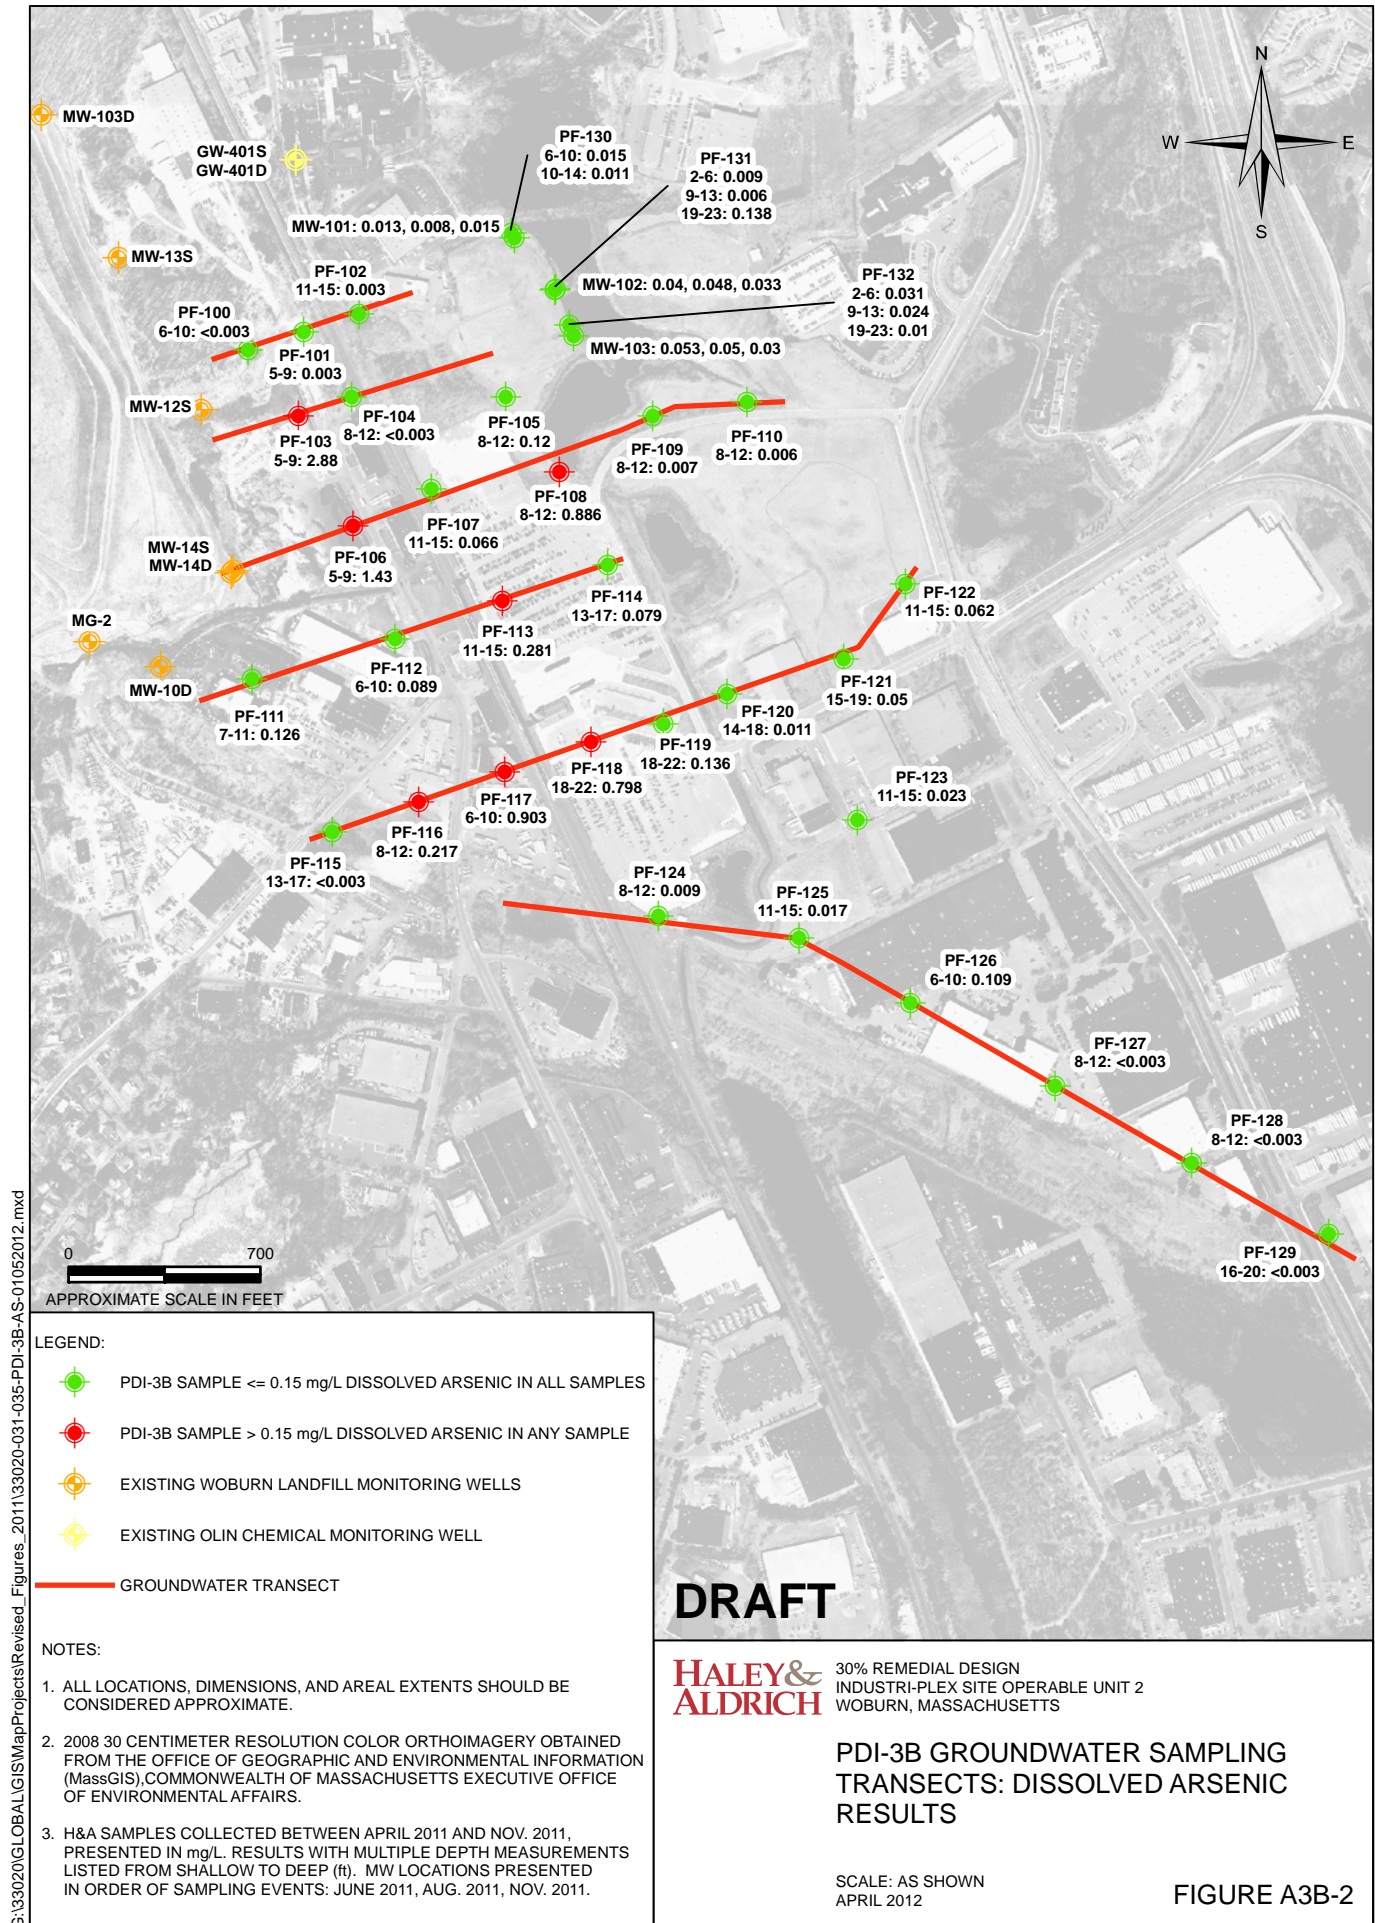 N
W
E
S
MW-103D
GW-401S
GW-401D
PF-130
6-10: 0.015
10-14: 0.011
PF-131
2-6: 0.009
9-13: 0.006
19-23: 0.138
MW-101: 0.013, 0.008, 0.015
MW-13S
PF-102
11-15: 0.003
MW-102: 0.04, 0.048, 0.033
PF-132
2-6: 0.031
9-13: 0.024
19-23: 0.01
PF-100
6-10: <0.003
PF-101
5-9: 0.003
MW-103: 0.053, 0.05, 0.03
MW-12S
PF-104
8-12: <0.003
PF-103
5-9: 2.88
PF-105
8-12: 0.12
PF-109
8-12: 0.007
PF-110
8-12: 0.006
PF-108
8-12: 0.886
PF-107
11-15: 0.066
MW-14S
MW-14D
PF-106
5-9: 1.43
PF-114
13-17: 0.079
PF-122
11-15: 0.062
MG-2
PF-113
11-15: 0.281
PF-112
6-10: 0.089
MW-10D
PF-111
7-11: 0.126
PF-121
15-19: 0.05
PF-120
14-18: 0.011
PF-119
18-22: 0.136
PF-118
18-22: 0.798
PF-123
11-15: 0.023
PF-117
6-10: 0.903
PF-116
8-12: 0.217
PF-115
13-17: <0.003
PF-124
8-12: 0.009
PF-125
11-15: 0.017
PF-126
6-10: 0.109
PF-127
8-12: <0.003
PF-128
8-12: <0.003
PF-129
16-20: <0.003
0 700
APPROXIMATE SCALE IN FEET
LEGEND:
PDI-3B SAMPLE <= 0.15 mg/L DISSOLVED ARSENIC IN ALL SAMPLES
PDI-3B SAMPLE > 0.15 mg/L DISSOLVED ARSENIC IN ANY SAMPLE
EXISTING WOBURN LANDFILL MONITORING WELLS
EXISTING OLIN CHEMICAL MONITORING WELL
GROUNDWATER TRANSECT
NOTES:
1. ALL LOCATIONS, DIMENSIONS, AND AREAL EXTENTS SHOULD BE
CONSIDERED APPROXIMATE.
2. 2008 30 CENTIMETER RESOLUTION COLOR ORTHOIMAGERY OBTAINED
FROM THE OFFICE OF GEOGRAPHIC AND ENVIRONMENTAL INFORMATION
(MassGIS),COMMONWEALTH OF MASSACHUSETTS EXECUTIVE OFFICE
OF ENVIRONMENTAL AFFAIRS.
3. H&A SAMPLES COLLECTED BETWEEN APRIL 2011 AND NOV. 2011,
PRESENTED IN mg/L. RESULTS WITH MULTIPLE DEPTH MEASUREMENTS
LISTED FROM SHALLOW TO DEEP (ft). MW LOCATIONS PRESENTED
IN ORDER OF SAMPLING EVENTS: JUNE 2011, AUG. 2011, NOV. 2011.
DRAFT
HALEY&
ALDRICH
30% REMEDIAL DESIGN
INDUSTRI-PLEX SITE OPERABLE UNIT 2
WOBURN, MASSACHUSETTS
PDI-3B GROUNDWATER SAMPLING
TRANSECTS: DISSOLVED ARSENIC
RESULTS
SCALE: AS SHOWN
APRIL 2012
FIGURE A3B-2
G:\33020\GLOBAL\GIS\MapProjects\Revised_Figures_2011\33020-031-035-PDI-3B-AS-01052012.mxd